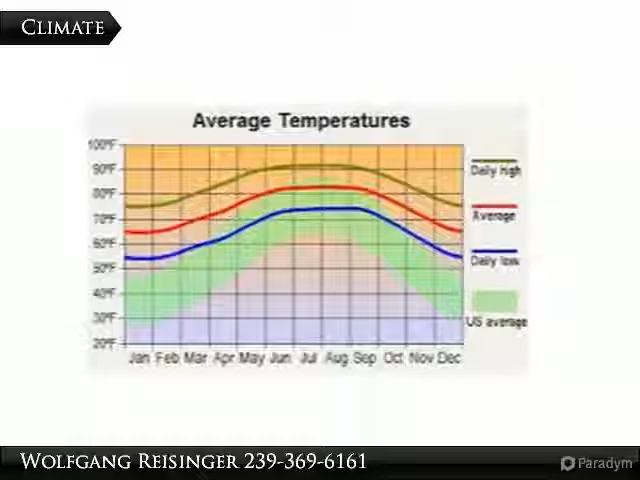 Climate
Average Temperatures
100°F
90°F
80°F
70°F
60°F
50°F
40°F
30°F
20°F
Jan Feb Mar Apr May Jun Jul Aug Sep Oct Nov Dec
Daily high
Average
Daily low
US average
Wolfgang Reisinger 239-369-6161
Paradym